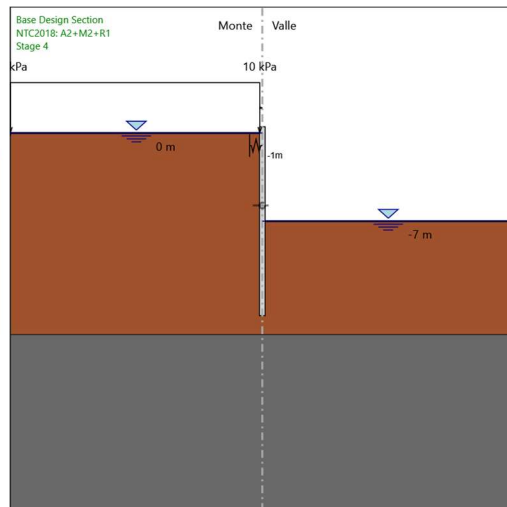 Base Design Section
NTC2018: A2+M2+R1
Stage 4
Monte Valle
kPa
10 kPa
0 m
-1m
-7 m